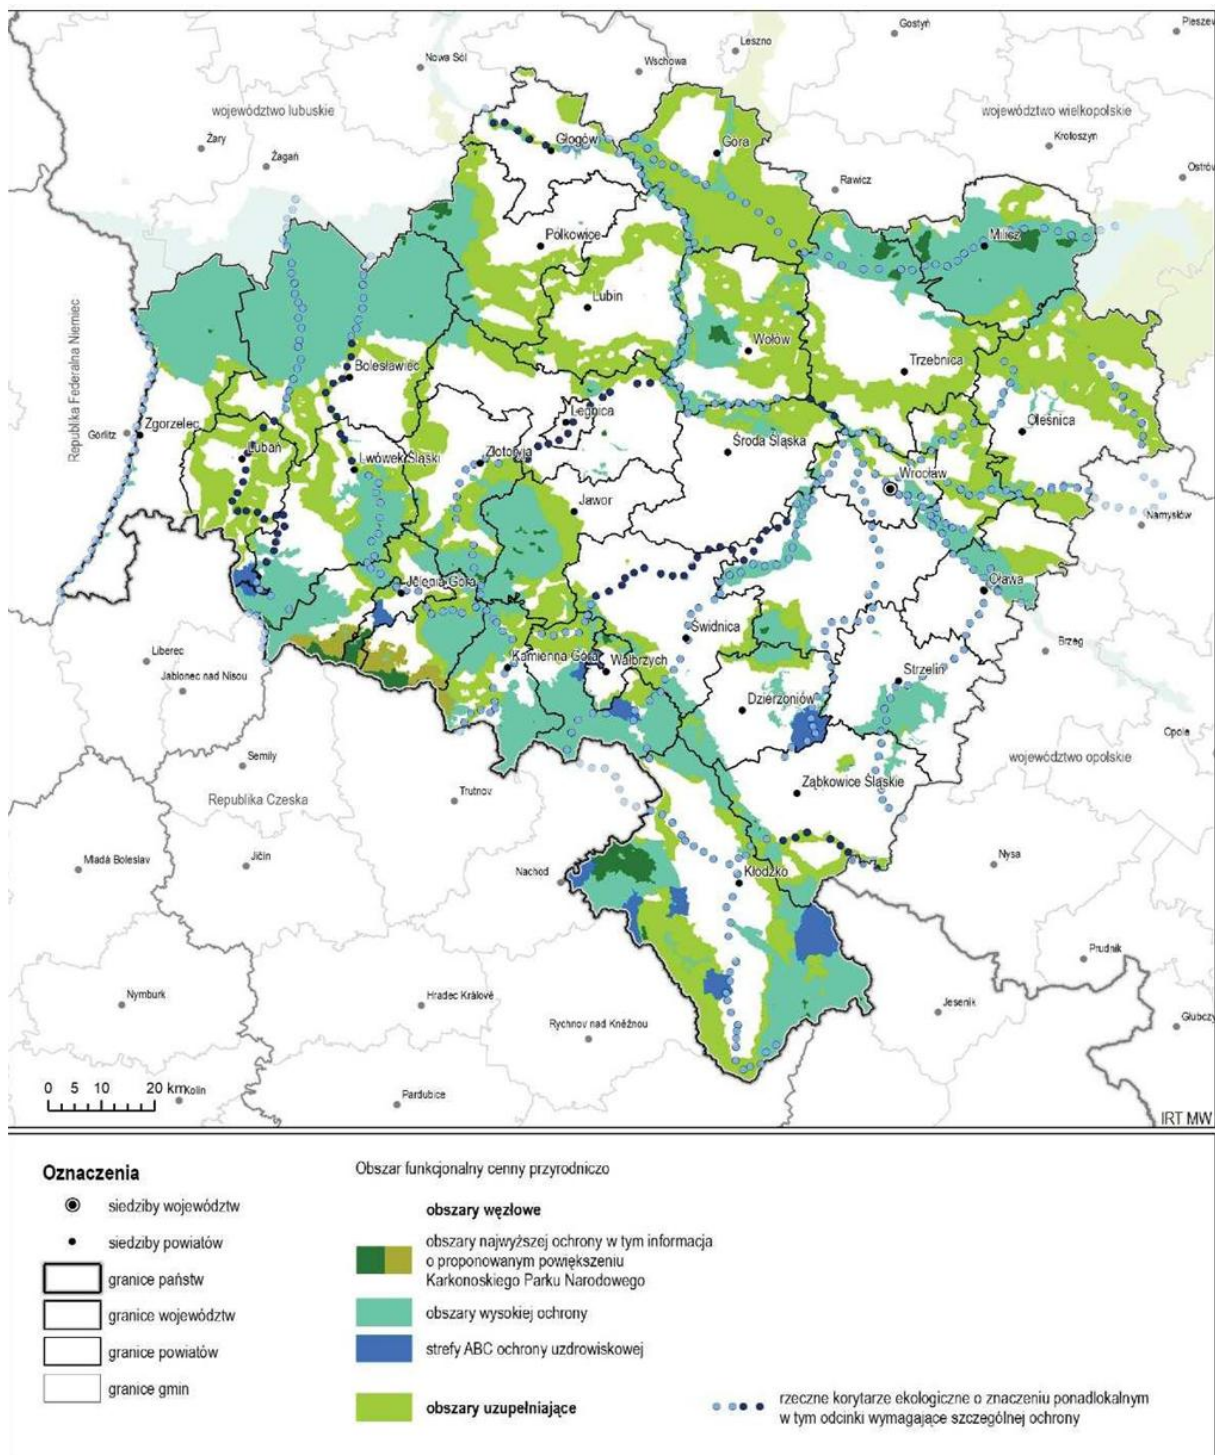 Gostyń
Pleszew
Leszno
Nowa Sól
Wschowa
województwo lubuskie
województwo wielkopolskie
Żary
Głogów
Góra
Krotoszyn
Żagań
Rawicz
Ostró
Polkowice
Milicz
Republika Federalna Niemiec
Lubin
Wołów
Bolesławiec
Trzebnica
Legnica
Oleśnica
Görlitz
Zgorzelec
Lubań
Środa Śląska
Złotoryja
Lwówek Śląski
Wrocław
Jawor
Namysłów
Jelenia Góra
Oława
Świdnica
Brzeg
Liberec
Kamienna Góra
Wałbrzych
Strzelin
Jablonec nad Nisou
Dzierżoniów
Opole
Semily
województwo opolskie
Ząbkowice Śląskie
Republika Czeska
Trutnov
Mladá Boleslav
Jičín
Nachod
Nysa
Kłodzko
Prudnik
Nymburk
Hradec Králové
Jesenik
Rychnov nad Kněžnou
Głubczy
0 5 10 20 km
Kolin
Pardubice
IRT MW
Oznaczenia
siedziby województw
siedziby powiatów
granice państw
granice województw
granice powiatów
granice gmin
Obszar funkcjonalny cenny przyrodniczo
obszary węzłowe
obszary najwyższej ochrony w tym informacja
o proponowanym powiększeniu
Karkonoskiego Parku Narodowego
obszary wysokiej ochrony
strefy ABC ochrony uzdrowiskowej
obszary uzupełniające
rzeczne korytarze ekologiczne o znaczeniu ponadlokalnym
w tym odcinki wymagające szczególnej ochrony